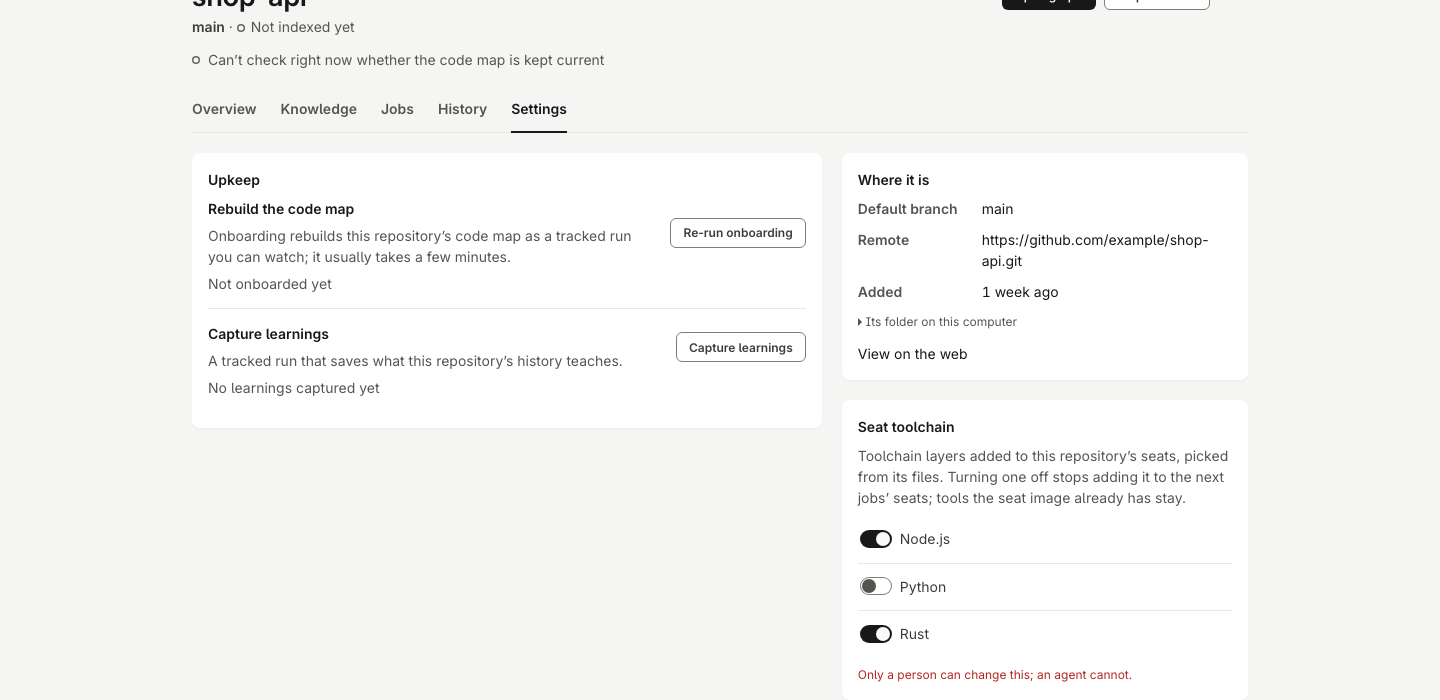 main · Not indexed yet
Can’t check right now whether the code map is kept current
Overview Knowledge Jobs History Settings
Upkeep
Rebuild the code map
Onboarding rebuilds this repository’s code map as a tracked run
you can watch; it usually takes a few minutes.
Not onboarded yet
Re-run onboarding
Capture learnings
A tracked run that saves what this repository’s history teaches.
No learnings captured yet
Capture learnings
Where it is
Default branch main
Remote https://github.com/example/shop-
api.git
Added 1 week ago
Its folder on this computer
View on the web
Seat toolchain
Toolchain layers added to this repository’s seats, picked
from its files. Turning one off stops adding it to the next
jobs’ seats; tools the seat image already has stay.
Node.js
Python
Rust
Only a person can change this; an agent cannot.